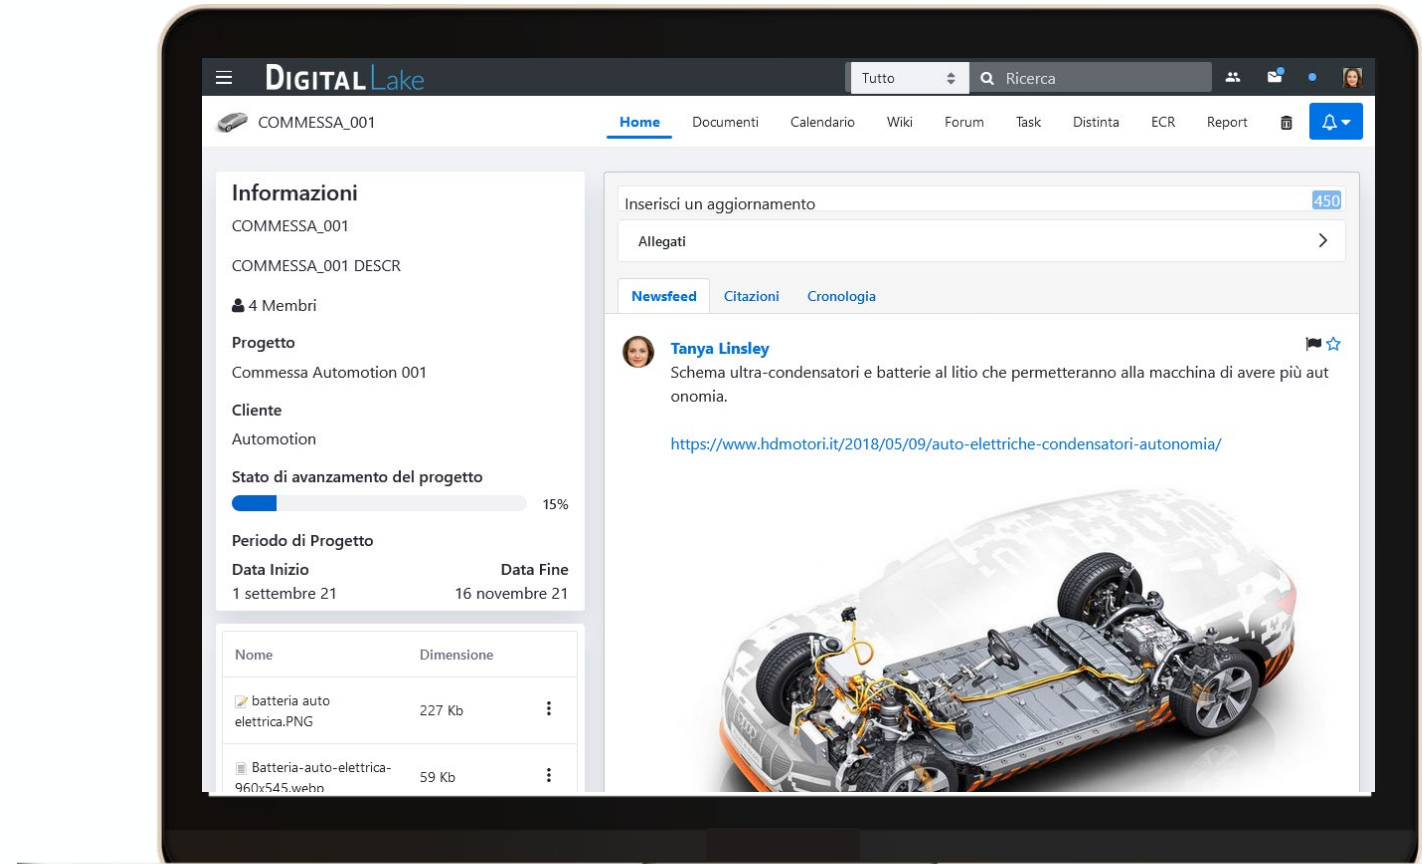 DIGITAL Lake
Tutto
Ricerca
COMMESSA_001
Home Documenti Calendario Wiki Forum Task Distinta ECR Report
Informazioni
COMMESSA_001
COMMESSA_001 DESCR
4 Membri
Progetto
Commessa Automotion 001
Cliente
Automotion
Stato di avanzamento del progetto
15%
Periodo di Progetto
Data Inizio Data Fine
1 settembre 21 16 novembre 21
Nome Dimensione
batteria auto
elettrica.PNG
227 Kb
Batteria-auto-elettrica-
960x545.webp
59 Kb
Inserisci un aggiornamento 450
Allegati
Newsfeed Citazioni Cronologia
Tanya Linsley
Schema ultra-condensatori e batterie al litio che permetteranno alla macchina di avere più aut
onomia.
https://www.hdmotori.it/2018/05/09/auto-elettriche-condensatori-autonomia/